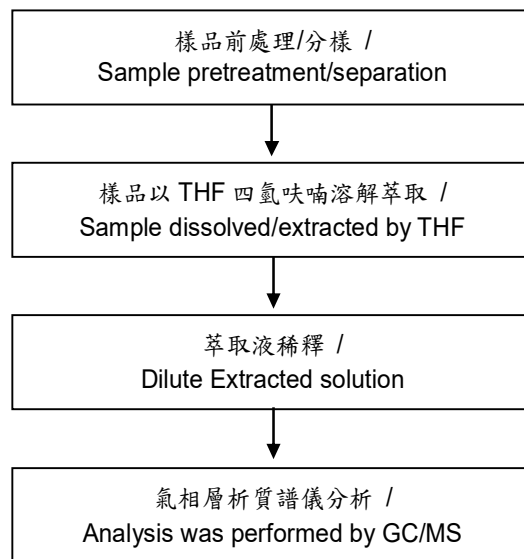 樣品前處理/分樣 /
Sample pretreatment/separation
樣品以 THF 四氫呋喃溶解萃取 /
Sample dissolved/extracted by THF
萃取液稀釋 /
Dilute Extracted solution
氣相層析質譜儀分析 /
Analysis was performed by GC/MS